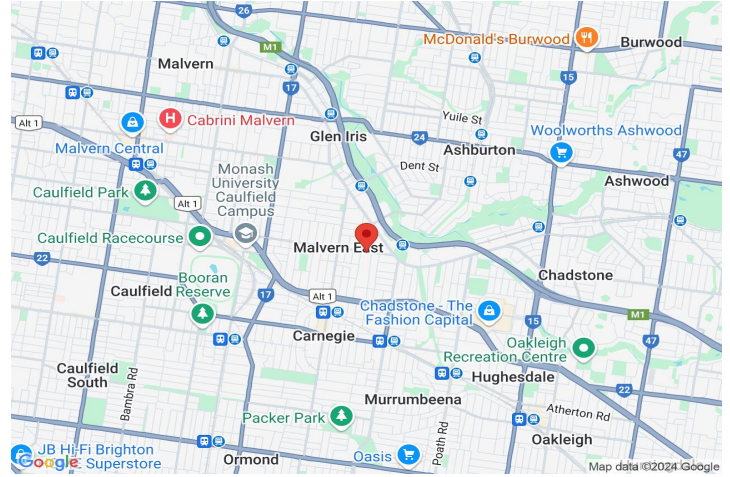 26
McDonald's Burwood
Burwood
M1
Malvern
15
17
Yuile St
Alt 1
Cabrini Malvern
Glen Iris
24
Woolworths Ashwood
Malvern Central
Ashburton
47
Monash
University
Caulfield
Campus
Dent St
Ashwood
Caulfield Park
Alt 1
Caulfield Racecourse
Malvern East
22
Chadstone
Booran
Reserve
Caulfield
17
Alt 1
Chadstone - The
Fashion Capital
M1
15
Carnegie
47
Oakleigh
Recreation Centre
Caulfield
South
Hughesdale
22
Bambra Rd
Murrumbeena
Atherton Rd
Packer Park
Poath Rd
Oakleigh
JB Hi-Fi Brighton
Superstore
Ormond
Oasis
Google
Map data ©2024 Google